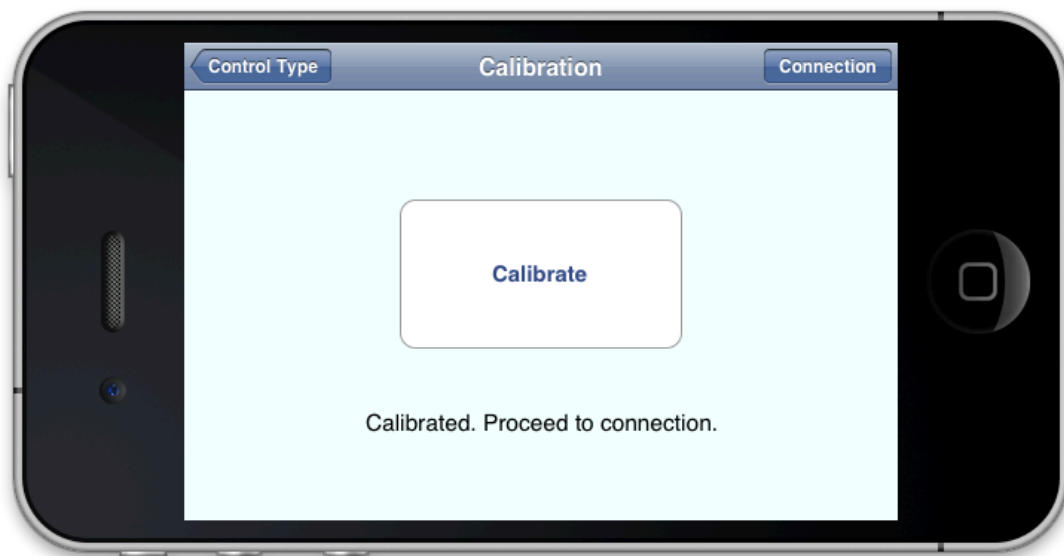 Control Type
Calibration
Connection
Calibrate
Calibrated. Proceed to connection.